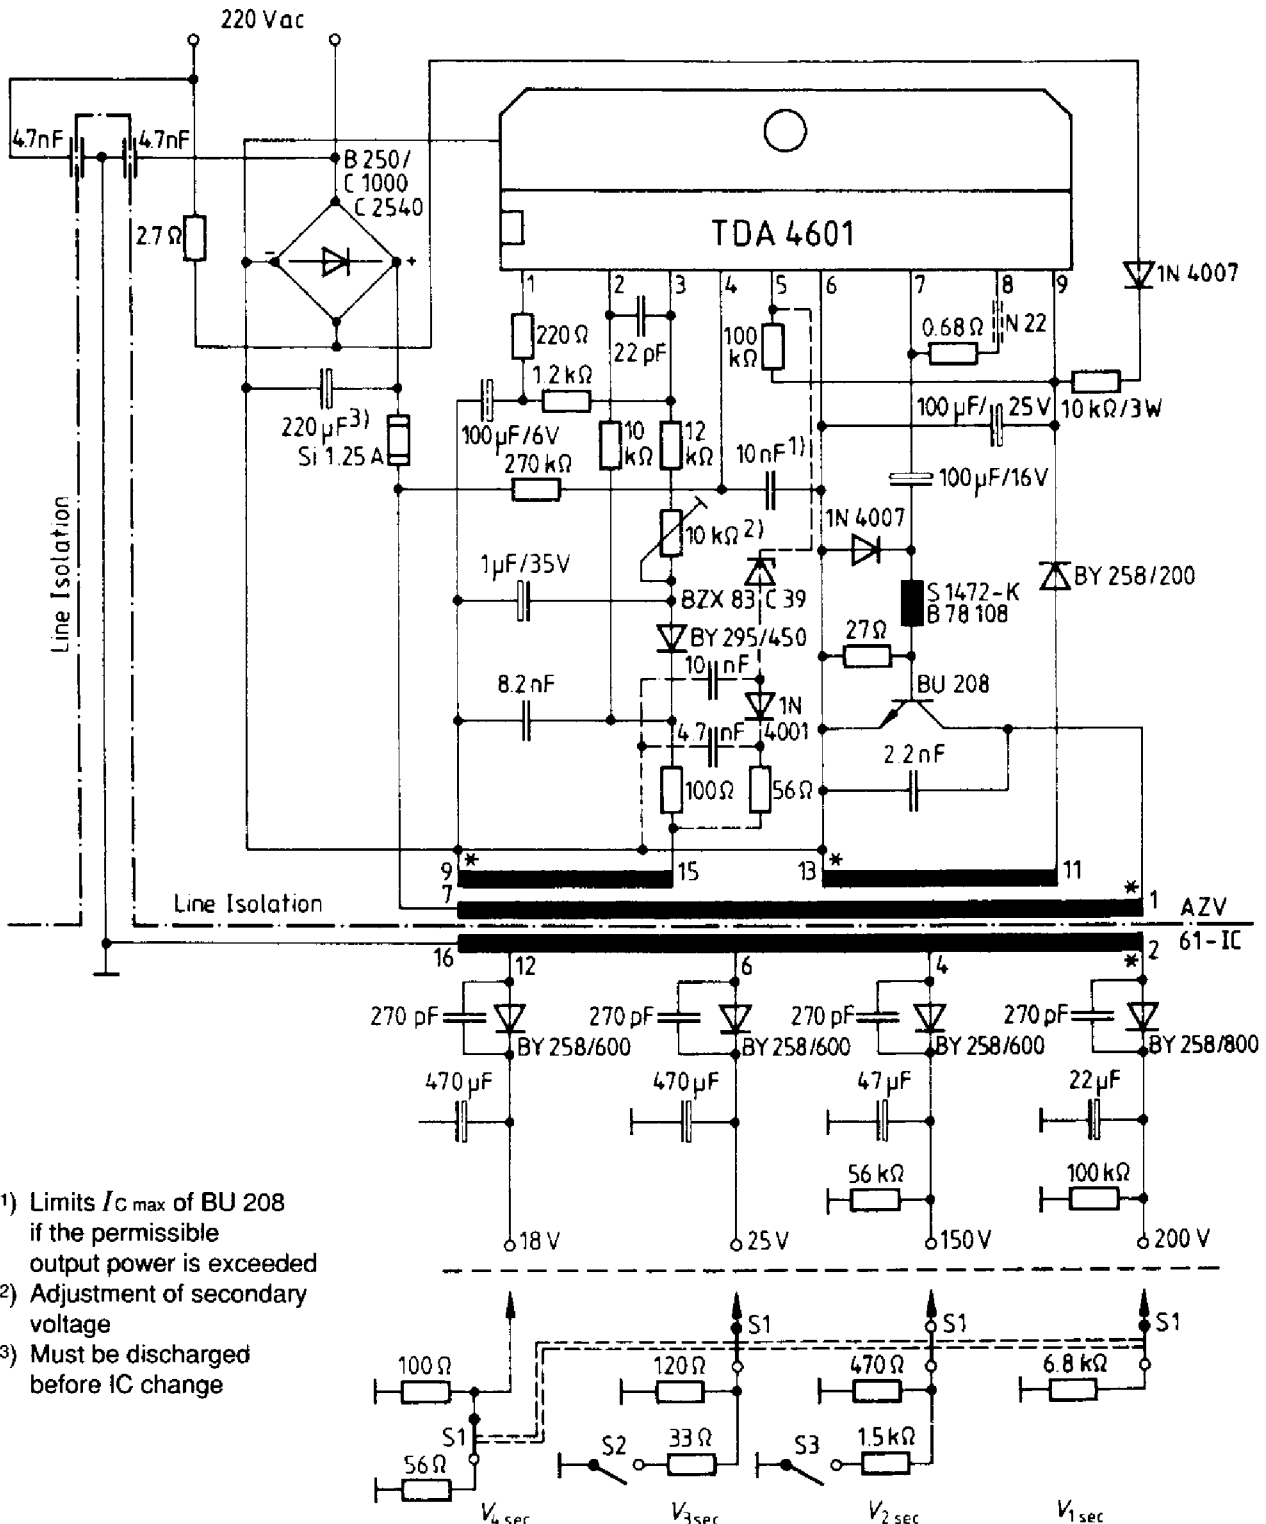 220 Vac
4.7nF
4.7nF
B 250/
C 1000
C 2540
2.7 Ω
-
+
TDA 4601
1
2
3
4
5
6
7
8
9
1N 4007
220 Ω
22 pF
100
kΩ
0.68 Ω
N 22
1.2 kΩ
220 µF3)
Si 1.25 A
100 µF/6V
10
kΩ
12
kΩ
100 µF/ 25 V
10 kΩ/3W
270 kΩ
10nF1)
100 µF/16V
10 kΩ2)
1N 4007
1µF/35V
BZX 83 C 39
S 1472-K
B 78 108
BY 258/200
BY 295/450
27 Ω
Line Isolation
8.2 nF
10 nF
1N
4001
BU 208
4.7 nF
2.2 nF
100 Ω
56 Ω
9
*
15
13
*
11
7
*
1
AZV
Line Isolation
61-IC
16
12
6
4
*
2
270 pF
270 pF
270 pF
270 pF
BY 258/600
BY 258/600
BY 258/600
BY 258/800
470 µF
470 µF
47 µF
22 µF
56 kΩ
100 kΩ
18 V
25 V
150 V
200 V
1) Limits IC max of BU 208
if the permissible
output power is exceeded
2) Adjustment of secondary
voltage
3) Must be discharged
before IC change
S1
S1
S1
100 Ω
120 Ω
470 Ω
6.8 kΩ
S1
S2
33 Ω
S3
1.5 kΩ
56 Ω
V4 sec
V3 sec
V2 sec
V1 sec